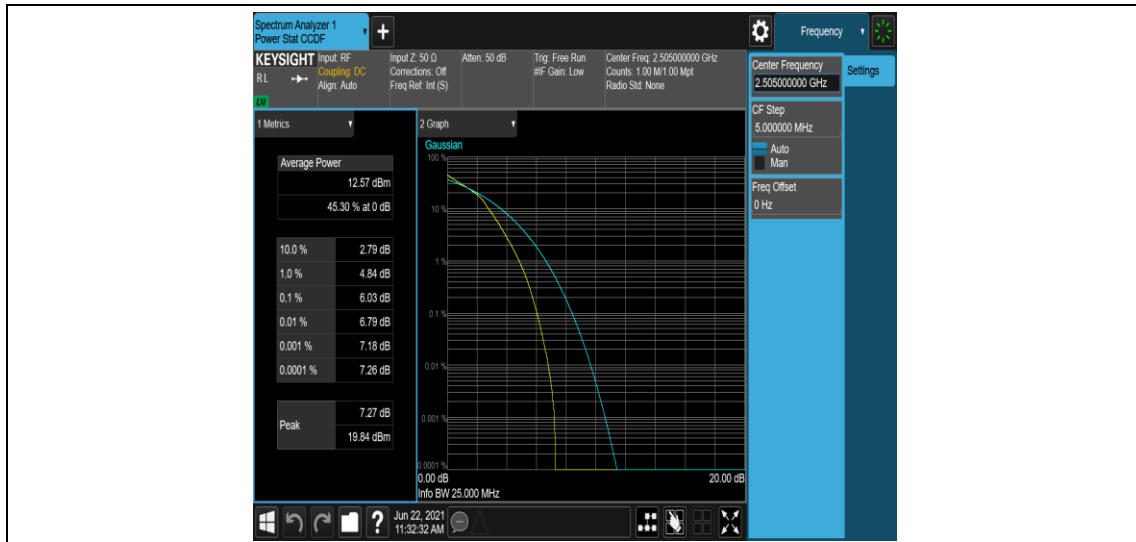 Spectrum Analyzer 1
Power Stat CCDF
+
Frequency
KEYSIGHT
RL
LXI
Input: RF
Coupling: DC
Align: Auto
Input Z: 50 Ω
Corrections: Off
Freq Ref: Int (S)
Atten: 50 dB
Trig: Free Run
#IF Gain: Low
Center Freq: 2.505000000 GHz
Counts: 1.00 M/1.00 Mpt
Radio Std: None
Center Frequency
2.505000000 GHz
Settings
CF Step
5.000000 MHz
Auto
Man
Freq Offset
0 Hz
1 Metrics
Average Power
12.57 dBm
45.30 % at 0 dB
10.0 % 2.79 dB
1.0 % 4.84 dB
0.1 % 6.03 dB
0.01 % 6.79 dB
0.001 % 7.18 dB
0.0001 % 7.26 dB
Peak
7.27 dB
19.84 dBm
2 Graph
Gaussian
100 %
10 %
1 %
0.1 %
0.01 %
0.001 %
0.0001 %
0.00 dB 20.00 dB
Info BW 25.000 MHz
?
Jun 22, 2021
11:32:32 AM